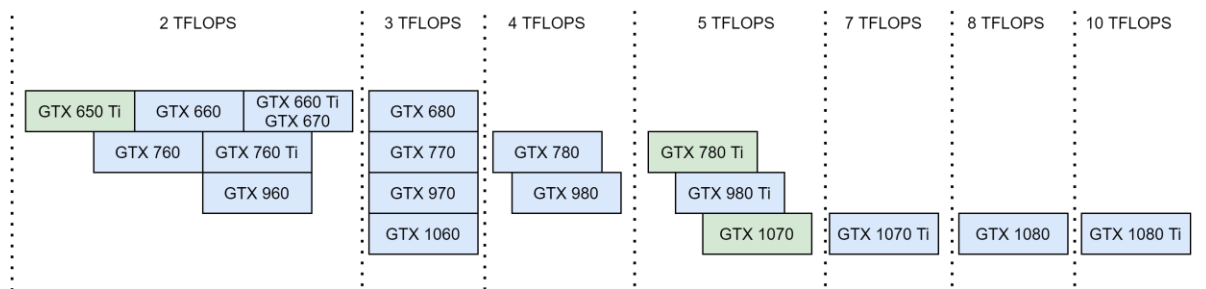 2 TFLOPS
3 TFLOPS
4 TFLOPS
5 TFLOPS
7 TFLOPS
8 TFLOPS
10 TFLOPS
GTX 650 Ti
GTX 660
GTX 660 Ti
GTX 670
GTX 680
GTX 760
GTX 760 Ti
GTX 770
GTX 780
GTX 780 Ti
GTX 960
GTX 970
GTX 980
GTX 980 Ti
GTX 1060
GTX 1070
GTX 1070 Ti
GTX 1080
GTX 1080 Ti